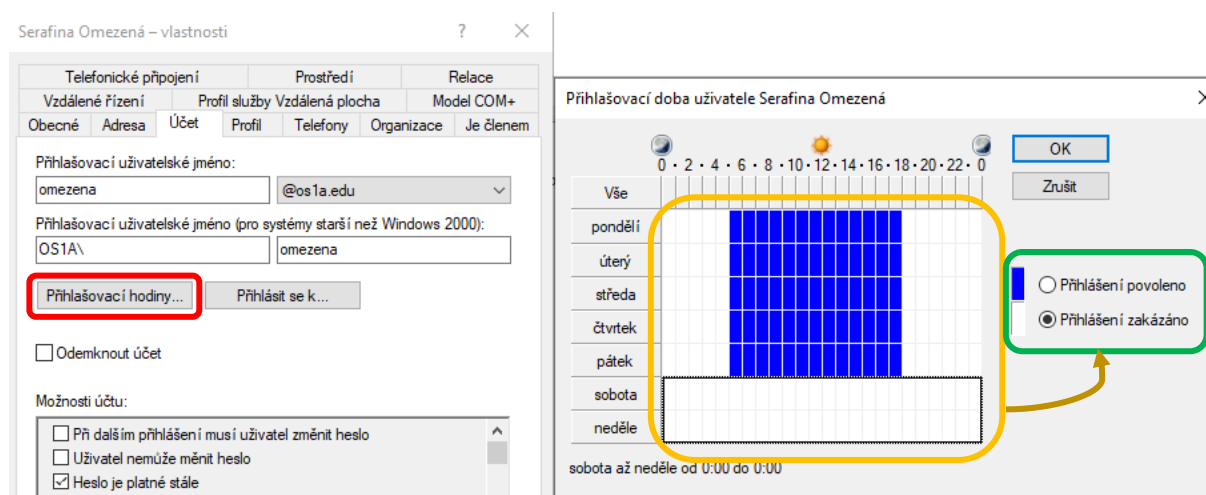 Serafina Omezená – vlastnosti
?
Telefonické připojení Prostředí Relace
Vzdálené řízení Profil služby Vzdálená plocha Model COM+
Obecné Adresa Účet Profil Telefony Organizace Je členem
Přihlašovací uživatelské jméno:
omezena @os1a.edu
Přihlašovací uživatelské jméno (pro systémy starší než Windows 2000):
OS1A\ omezena
Přihlašovací hodiny... Přihlásit se k...
Odemknout účet
Možnosti účtu:
Při dalším přihlášení musí uživatel změnit heslo
Uživatel nemůže měnit heslo
Heslo je platné stále
Přihlašovací doba uživatele Serafina Omezená
0 · 2 · 4 · 6 · 8 · 10 · 12 · 14 · 16 · 18 · 20 · 22 · 0
OK
Vše
Zrušit
pondělí
úterý
středa
čtvrtek
pátek
sobota
neděle
Přihlášení povoleno
Přihlášení zakázáno
sobota až neděle od 0:00 do 0:00